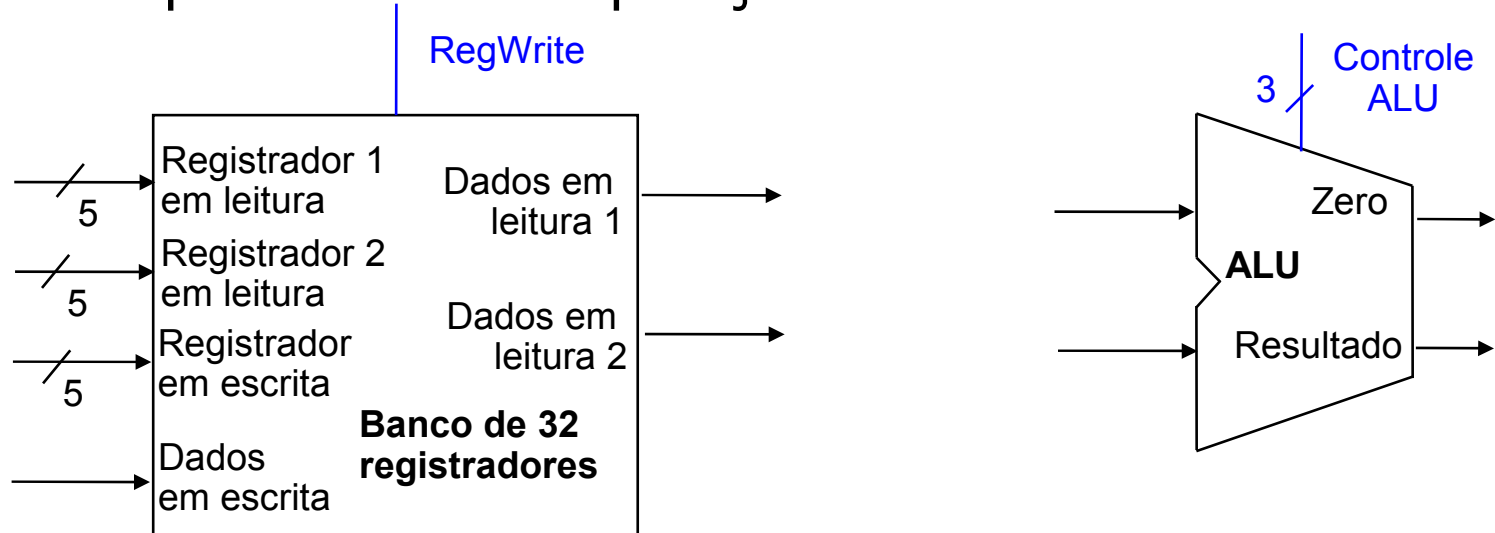 RegWrite
Registrador 1
em leitura
5
Registrador 2
em leitura
5
Registrador
em escrita
5
Dados
em escrita
Dados em
leitura 1
Dados em
leitura 2
Banco de 32
registradores
Controle
ALU
3
Zero
ALU
Resultado